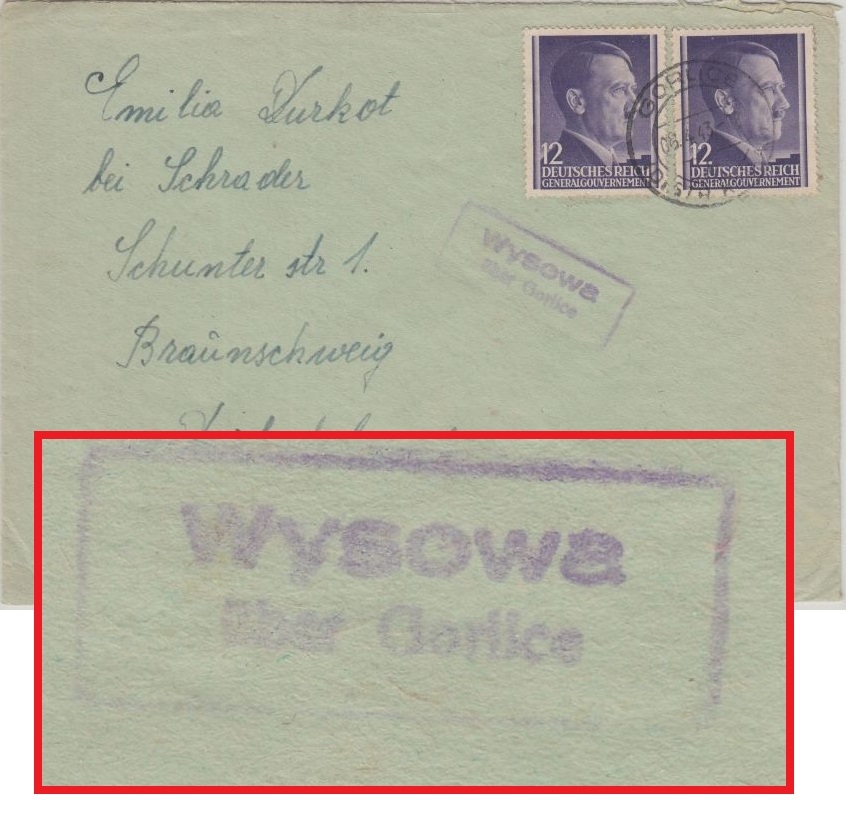 Emilia Durkot
bei Schrader
Schunter str 1.
Braunschweig
12
DEUTSCHES REICH
GENERALGOUVERNEMENT
12
DEUTSCHES REICH
GENERALGOUVERNEMENT
GORLICE
Wysowa
über Gorlice
Wysowa
über Gorlice